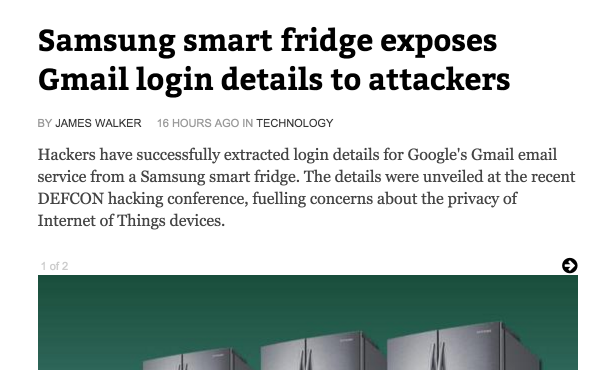 Samsung smart fridge exposes
Gmail login details to attackers
BY JAMES WALKER 16 HOURS AGO IN TECHNOLOGY
Hackers have successfully extracted login details for Google's Gmail email
service from a Samsung smart fridge. The details were unveiled at the recent
DEFCON hacking conference, fuelling concerns about the privacy of
Internet of Things devices.
1 of 2